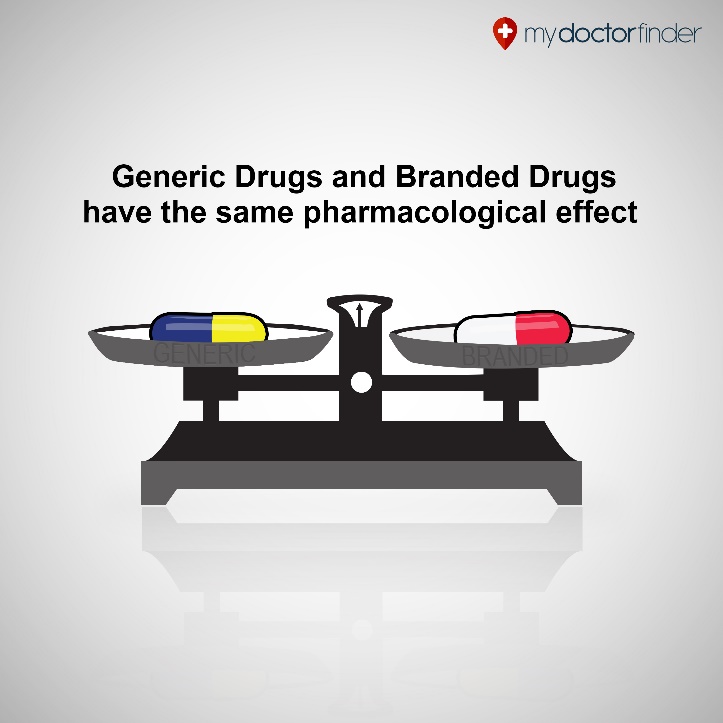 mydoctorfinder
Generic Drugs and Branded Drugs
have the same pharmacological effect
GENERIC
BRANDED